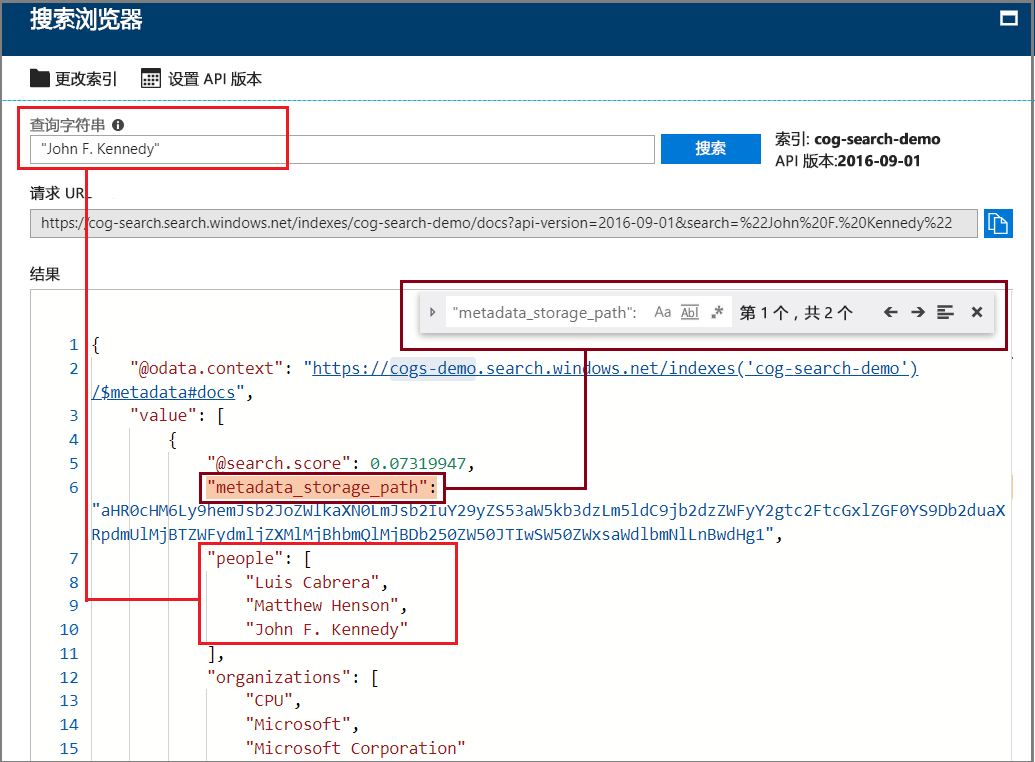 搜索浏览器
更改索引 设置 API 版本
查询字符串
"John F. Kennedy"
搜索
索引: cog-search-demo
API 版本:2016-09-01
请求 URL
https://cog-search.search.windows.net/indexes/cog-search-demo/docs?api-version=2016-09-01&search=%22John%20F.%20Kennedy%22
结果
"metadata_storage_path": Aa Abl .* 第 1 个，共 2 个
1 {
2 "@odata.context": "https://cogs-demo.search.windows.net/indexes('cog-search-demo')
/$metadata#docs",
3 "value": [
4 {
5 "@search.score": 0.07319947,
6 "metadata_storage_path":
"aHR0cHM6Ly9hemJsb2JoZWlkaXN0LmJsb2IuY29yZS53aW5kb3dzLm5ldC9jb2dzZWFyY2gtc2FtcGxlZGF0YS9Db2duaX
RpdmUlMjBTZWFydmljZXMlMjBhbmQlMjBDb250ZW50JTIwSW50ZWxsaWdlbmNlLnBwdHg1",
7 "people": [
8 "Luis Cabrera",
9 "Matthew Henson",
10 "John F. Kennedy"
11 ],
12 "organizations": [
13 "CPU",
14 "Microsoft",
15 "Microsoft Corporation"